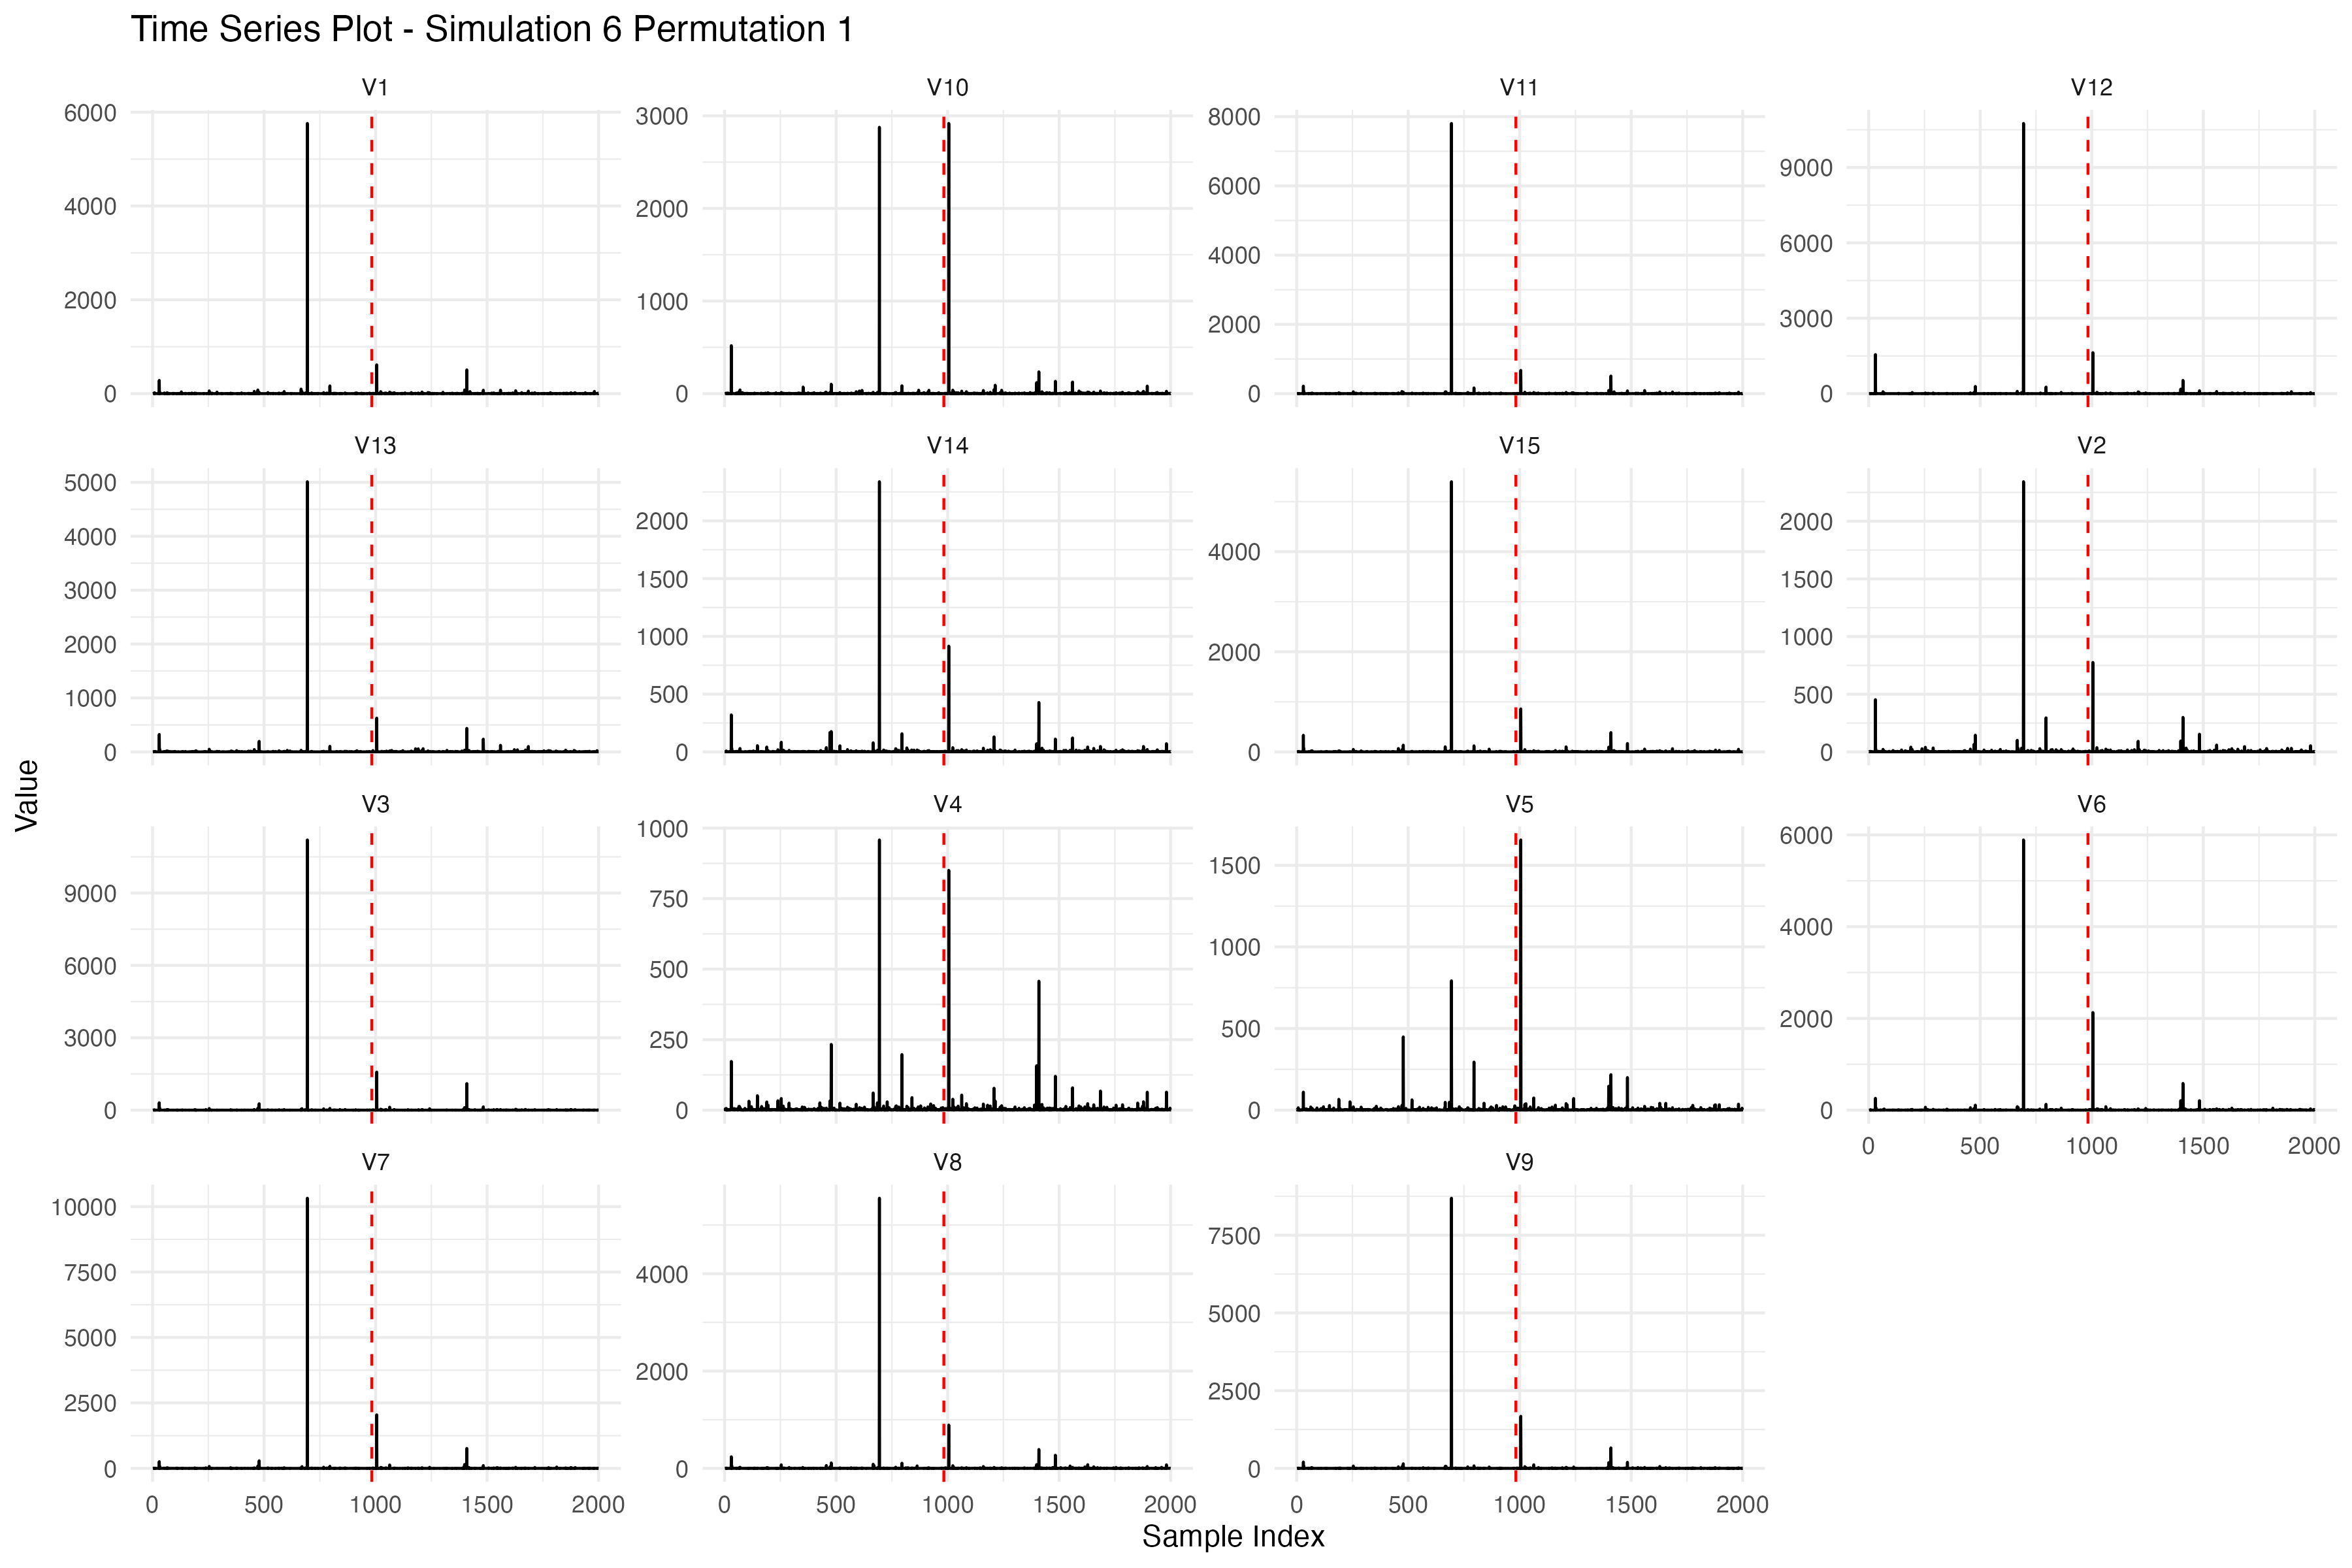 Time Series Plot - Simulation 6 Permutation 1
V1
V10
V11
V12
6000
4000
2000
0
3000
2000
1000
0
8000
6000
4000
2000
0
9000
6000
3000
0
V13
V14
V15
V2
5000
4000
3000
2000
1000
0
2000
1500
1000
500
0
4000
2000
0
2000
1500
1000
500
0
Value
V3
V4
V5
V6
9000
6000
3000
0
1000
750
500
250
0
1500
1000
500
0
6000
4000
2000
0
0 500 1000 1500 2000
V7
V8
V9
10000
7500
5000
2500
0
4000
2000
0
7500
5000
2500
0
0 500 1000 1500 2000
0 500 1000 1500 2000
0 500 1000 1500 2000
Sample Index